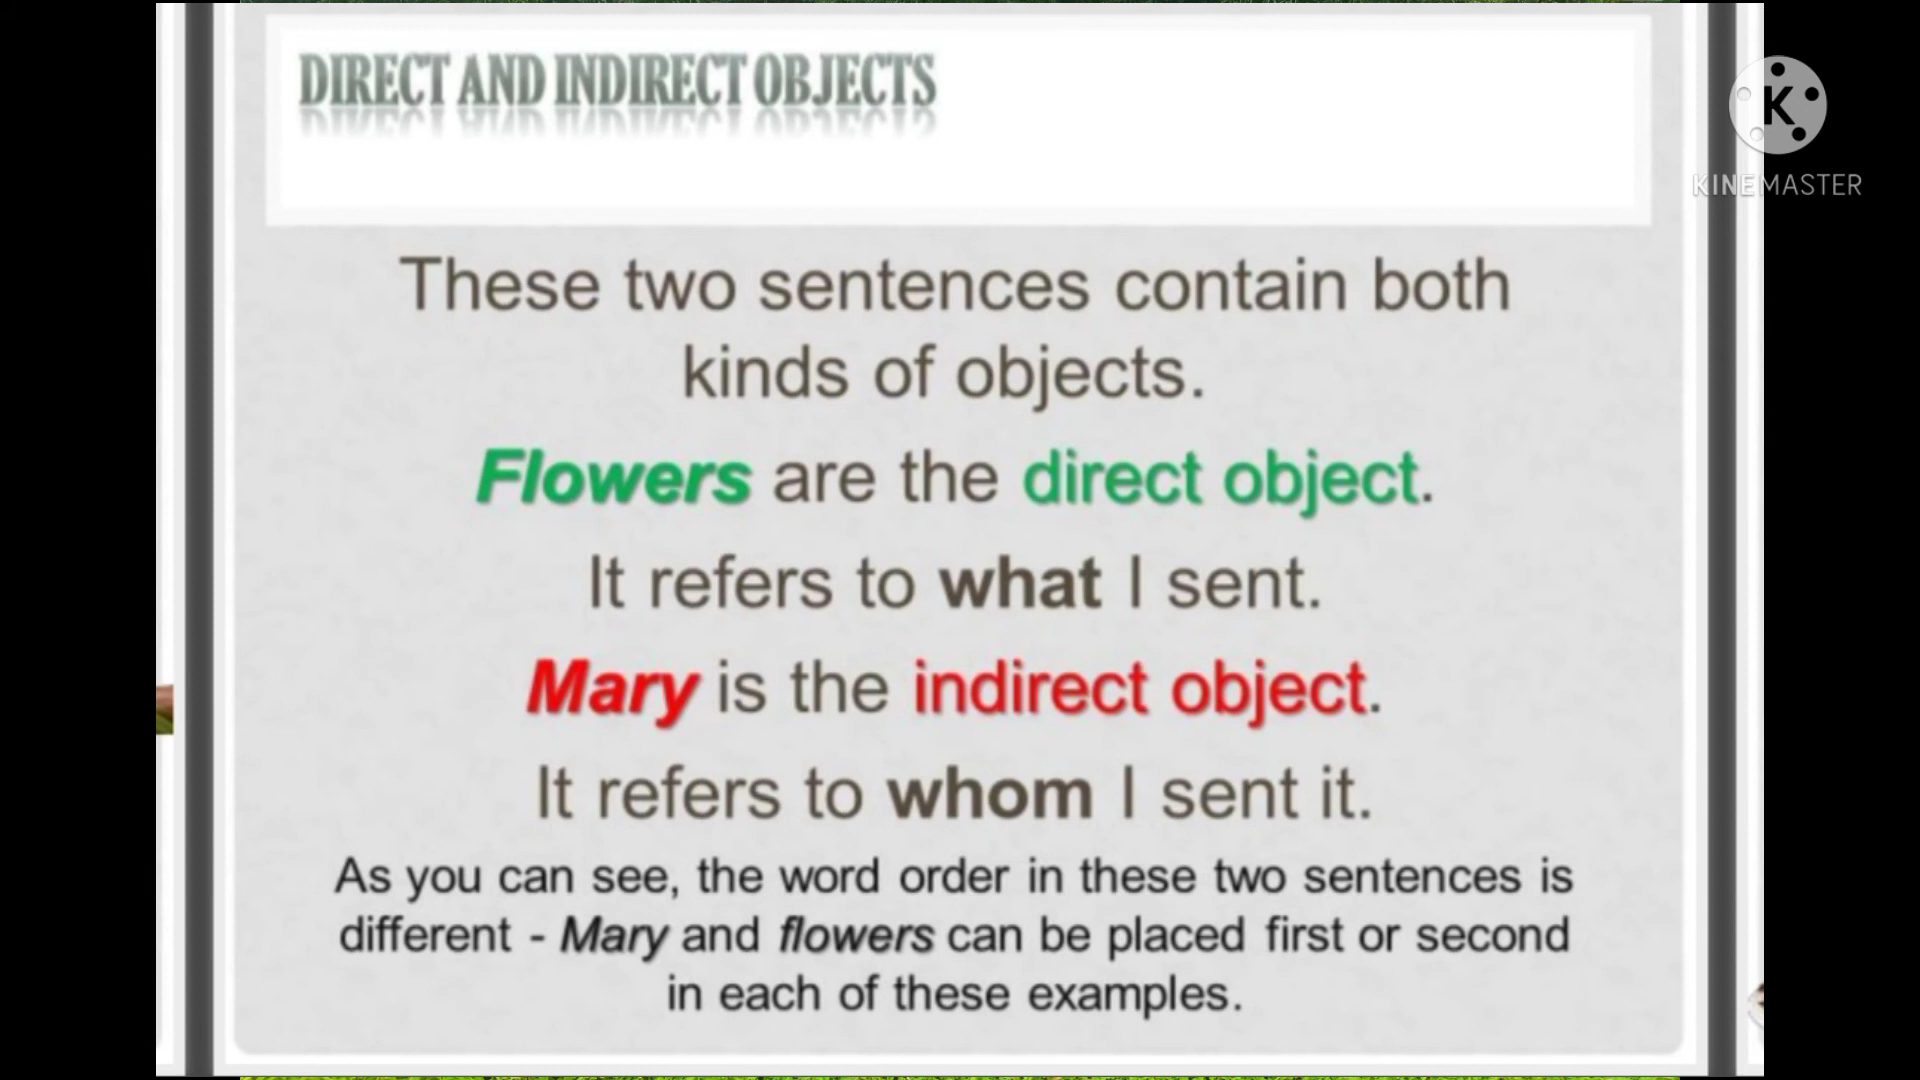 DIRECT AND INDIRECT OBJECTS
K
KINEMASTER
These two sentences contain both
kinds of objects.
Flowers are the direct object.
It refers to what I sent.
Mary is the indirect object.
It refers to whom I sent it.
As you can see, the word order in these two sentences is
different - Mary and flowers can be placed first or second
in each of these examples.